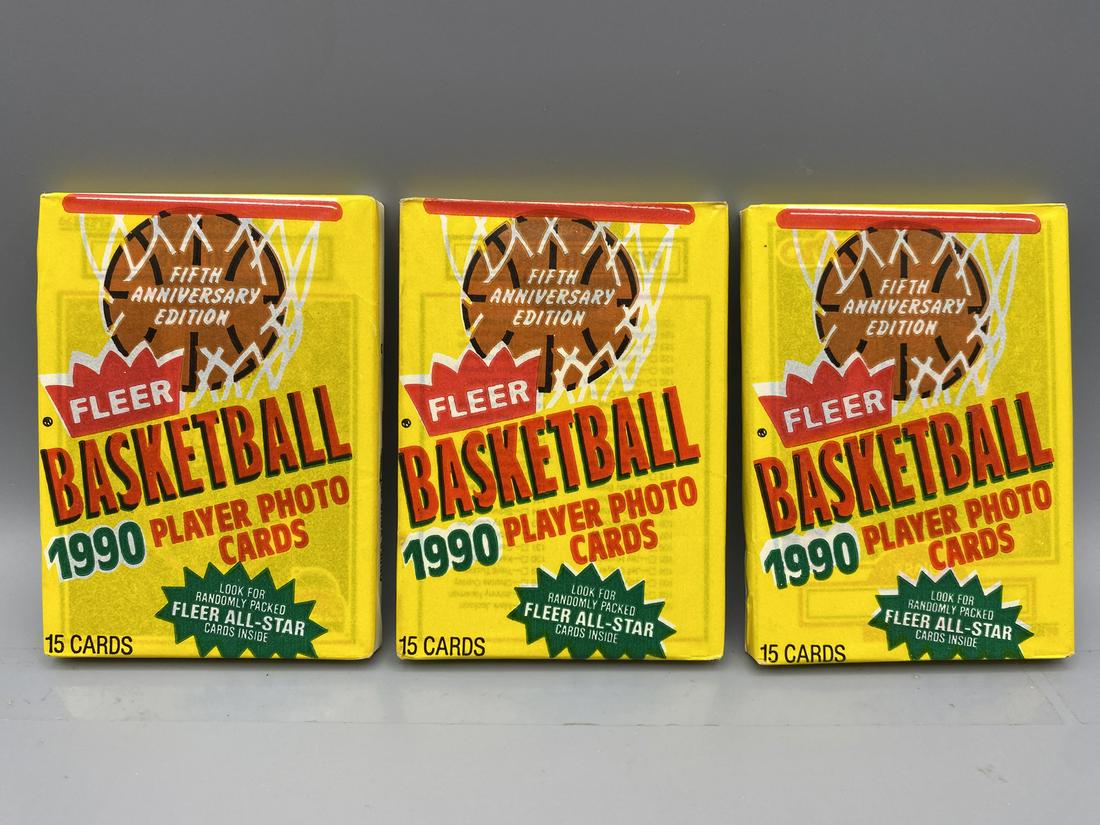 FIFTH
ANNIVERSARY
EDITION
FLEER
®
BASKETBALL
1990 PLAYER PHOTO
CARDS
LOOK FOR
RANDOMLY PACKED
FLEER ALL-STAR
CARDS INSIDE
15 CARDS
FIFTH
ANNIVERSARY
EDITION
FLEER
®
BASKETBALL
1990 PLAYER PHOTO
CARDS
LOOK FOR
RANDOMLY PACKED
FLEER ALL-STAR
CARDS INSIDE
15 CARDS
FIFTH
ANNIVERSARY
EDITION
FLEER
®
BASKETBALL
1990 PLAYER PHOTO
CARDS
LOOK FOR
RANDOMLY PACKED
FLEER ALL-STAR
CARDS INSIDE
15 CARDS